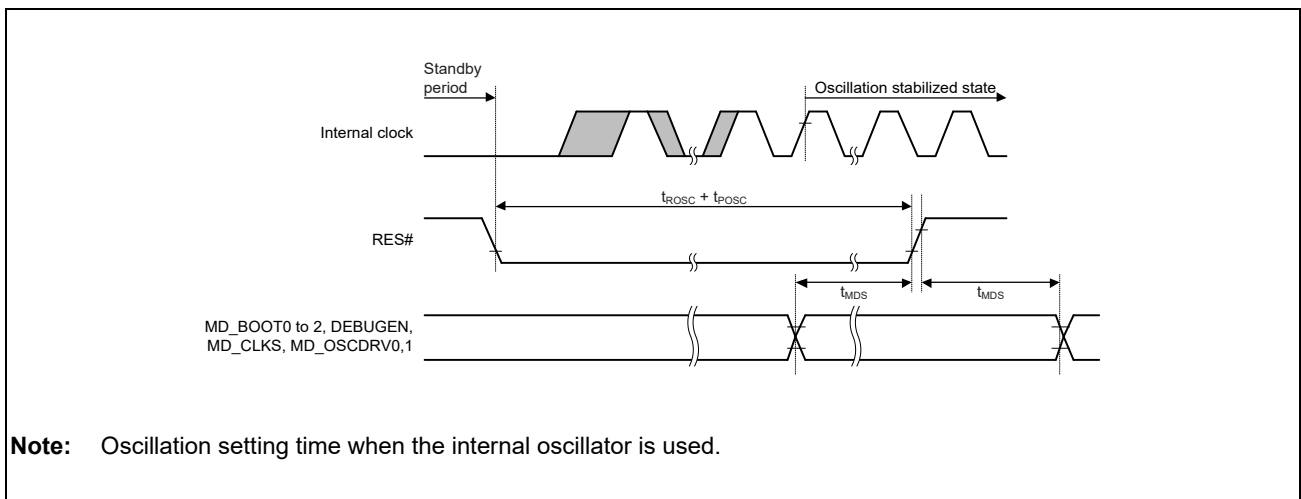 Standby
period
Oscillation stabilized state
Internal clock
tROSC + tPOSC
RES#
tMDS
tMDS
MD_BOOT0 to 2, DEBUGEN,
MD_CLKS, MD_OSCDRV0,1
Note: Oscillation setting time when the internal oscillator is used.